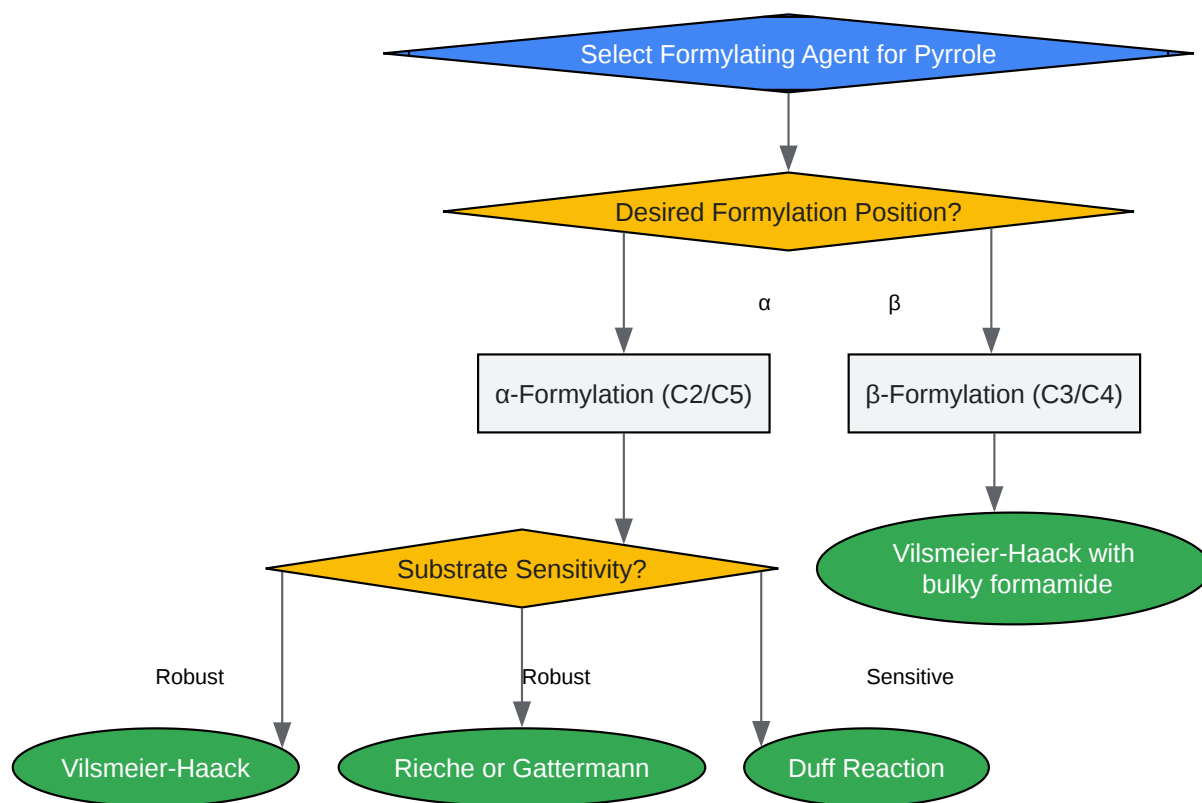 Select Formylating Agent for Pyrrole
Desired Formylation Position?
α
β
α-Formylation (C2/C5)
β-Formylation (C3/C4)
Substrate Sensitivity?
Vilsmeier-Haack with
bulky formamide
Robust
Robust
Sensitive
Vilsmeier-Haack
Rieche or Gattermann
Duff Reaction